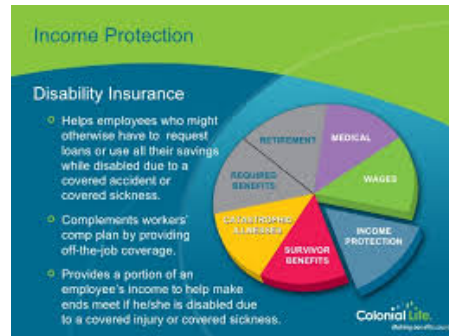 Income Protection
Disability Insurance
Helps employees who might
otherwise have to request
loans or use all their savings
while disabled due to a
covered accident or
covered sickness.
Complements workers'
comp plan by providing
off-the-job coverage.
Provides a portion of an
employee's income to help make
ends meet if he/she is disabled due
to a covered injury or covered sickness.
RETIREMENT
MEDICAL
REQUIRED
BENEFITS
WAGES
CATASTROPHIC
ILLNESSES
INCOME
PROTECTION
SURVIVOR
BENEFITS
Colonial Life.